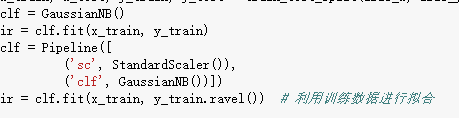 clf = GaussianNB()
ir = clf.fit(x_train, y_train)
clf = Pipeline([
('sc', StandardScaler()),
('clf', GaussianNB())])
ir = clf.fit(x_train, y_train.ravel()) # 利用训练数据进行拟合